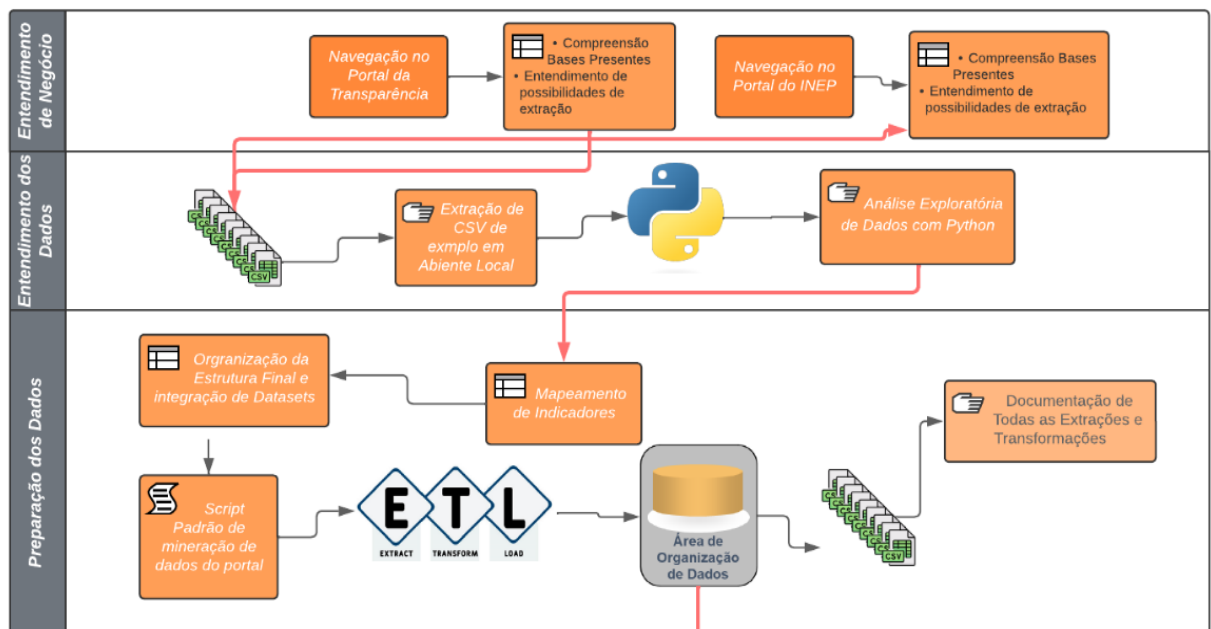 Entendimento
de Negócio
Navegação no
Portal da
Transparência
• Compreensão
Bases Presentes
• Entendimento de
possibilidades de
extração
Navegação no
Portal do INEP
• Compreensão Bases
Presentes
• Entendimento de
possibilidades de extração
Entendimento dos
Dados
CSV
Extração de
CSV de
exmplo em
Abiente Local
Análise Exploratória
de Dados com Python
Preparação dos Dados
Orgranização da
Estrutura Final e
integração de Datasets
Mapeamento
de Indicadores
Documentação de
Todas as Extrações e
Transformações
Script
Padrão de
mineração de
dados do portal
E T L
EXTRACT TRANSFORM LOAD
Área de
Organização
de Dados
CSV